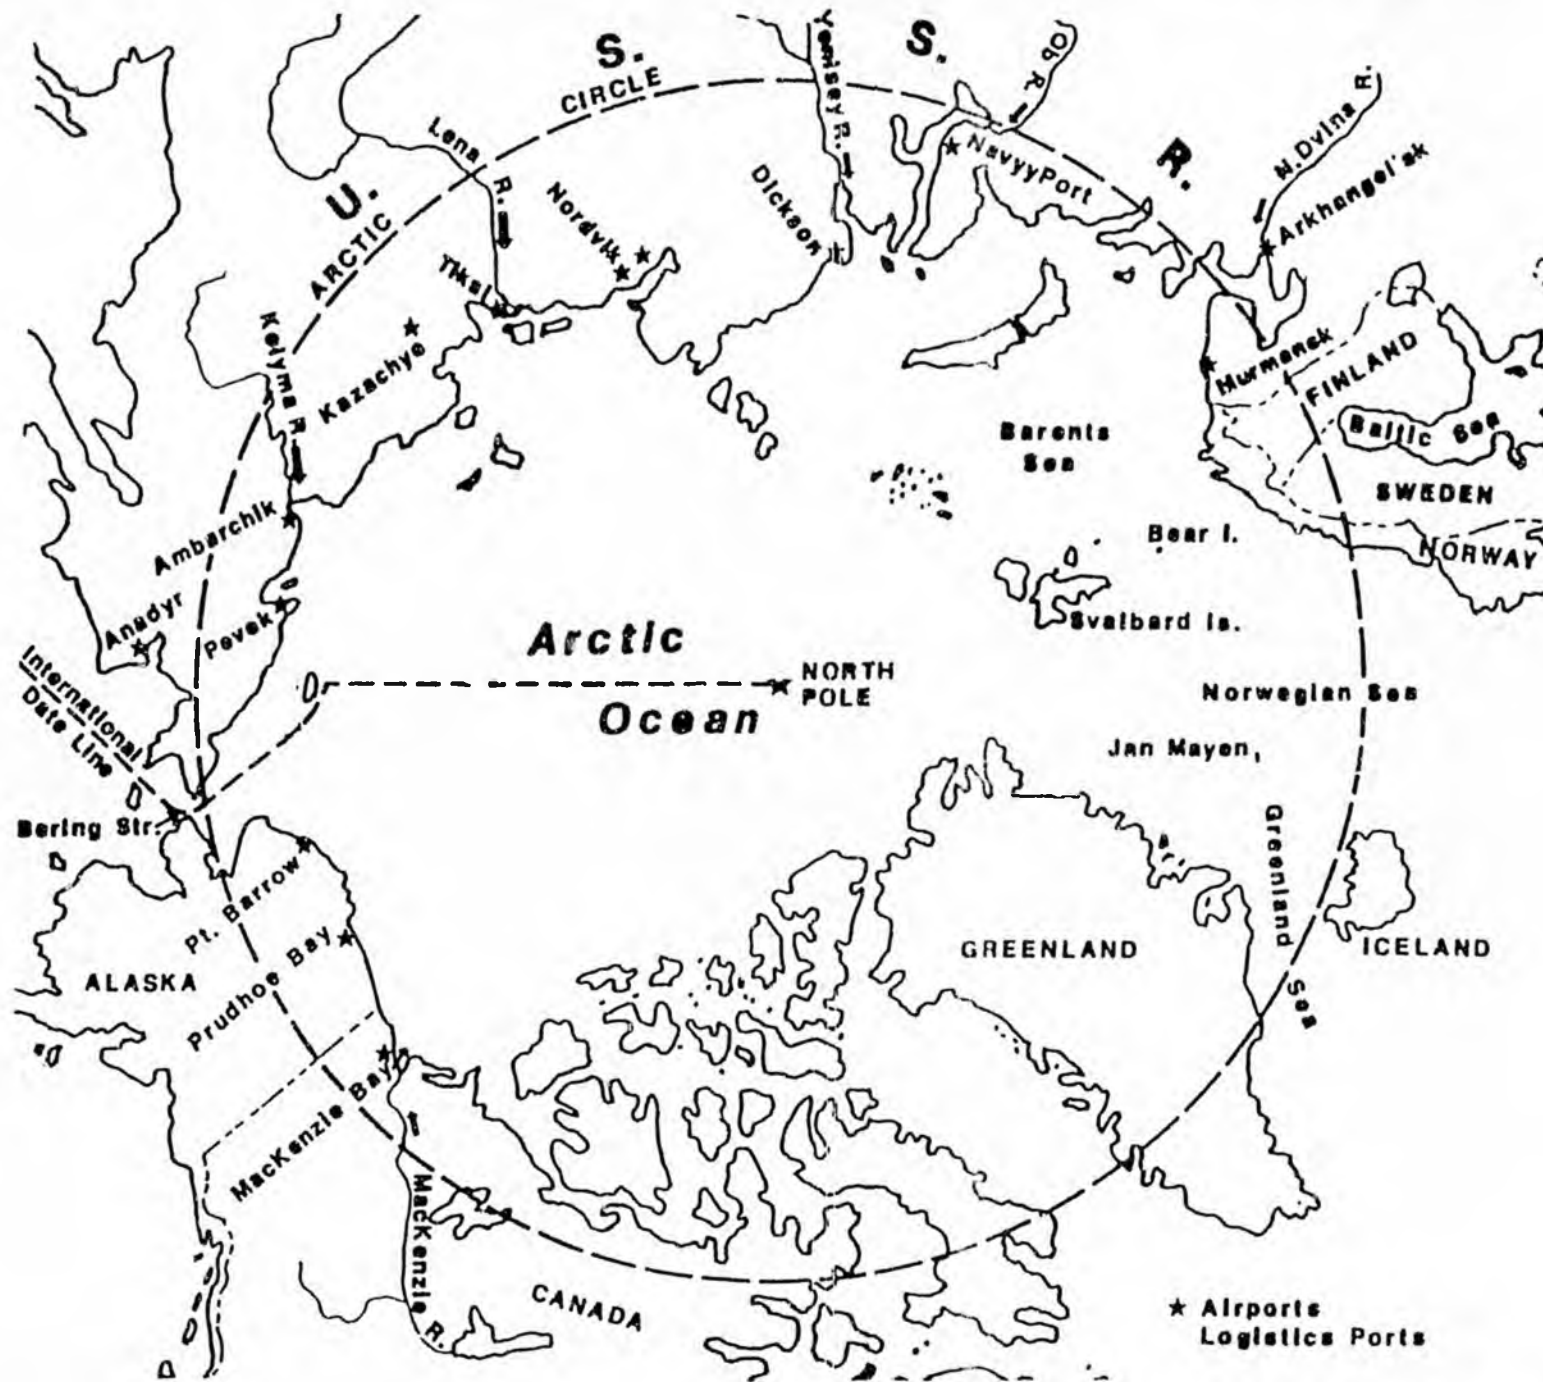 U. S. S. R.
ARCTIC CIRCLE
Yenisey R.
Ob R.
N. Dvina R.
Lena R.
Nordvik
Dickson
NavyyPort
Arkhangel'sk
Tiksi
Kelyma R.
Kazachye
Murmansk
FINLAND
Baltic Sea
Barents
Sea
SWEDEN
Ambarchik
Bear I.
NORWAY
Anadyr
Pevek
Svalbard Is.
Arctic
Ocean
NORTH
POLE
International
Date Line
Norwegian Sea
Jan Mayen,
Bering Str.
Greenland Sea
Pt. Barrow
GREENLAND
ICELAND
ALASKA
Prudhoe Bay
MacKenzie Bay
MacKenzie R.
CANADA
★ Airports
Logistics Ports